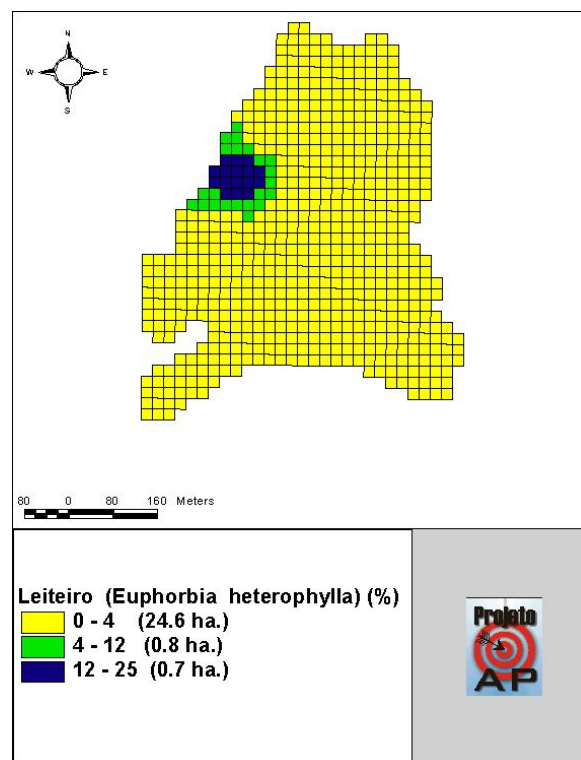 N
W E
S
80 0 80 160 Meters
Leiteiro (Euphorbia heterophylla) (%)
0 - 4 (24.6 ha.)
4 - 12 (0.8 ha.)
12 - 25 (0.7 ha.)
Projeto
AP